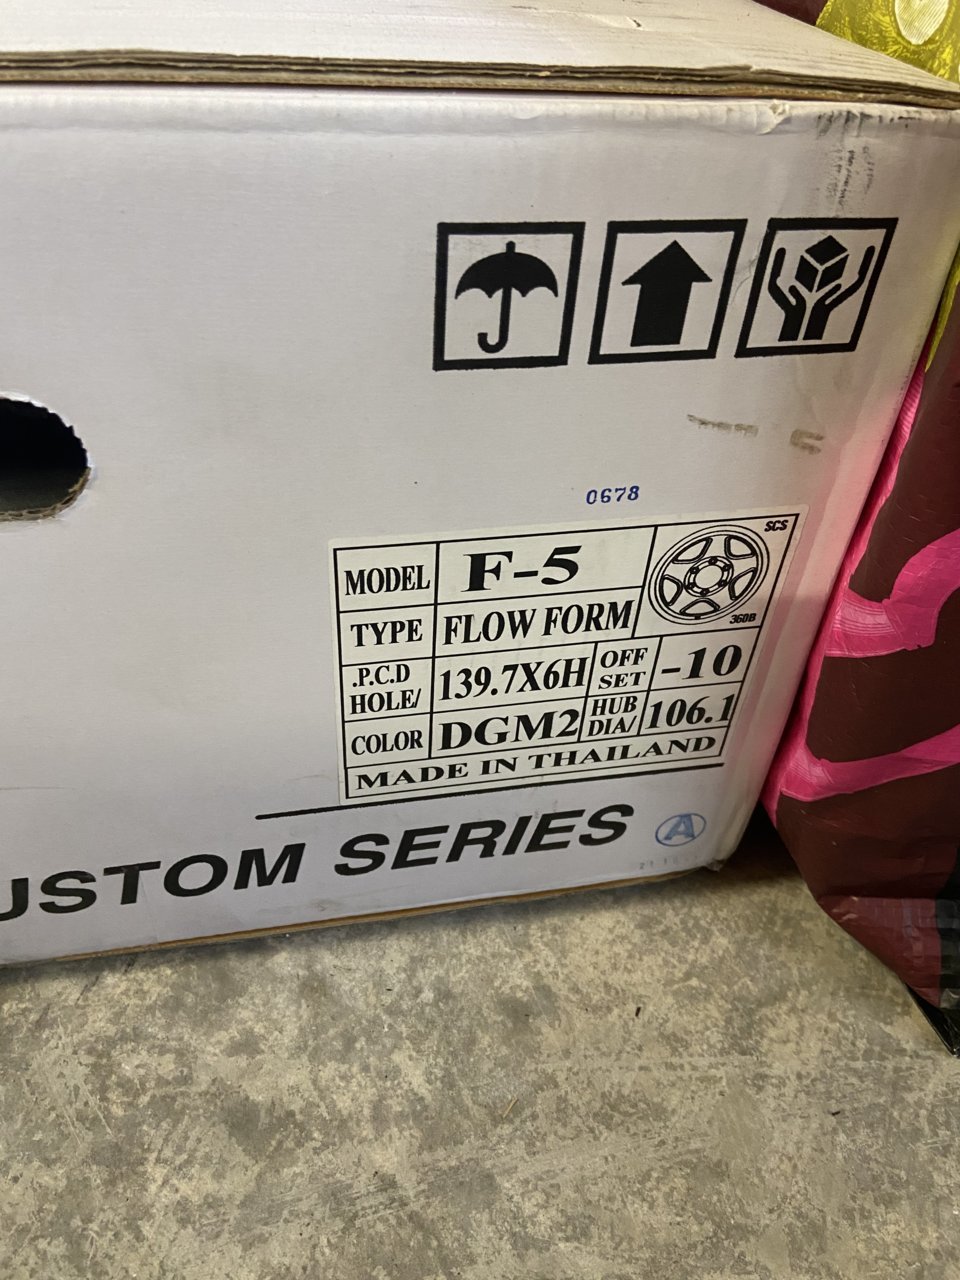 0678
SCS
MODEL F-5
360B
TYPE FLOW FORM
.P.C.D HOLE/ 139.7X6H OFF SET -10
COLOR DGM2 HUB DIA/ 106.1
MADE IN THAILAND
USTOM SERIES A